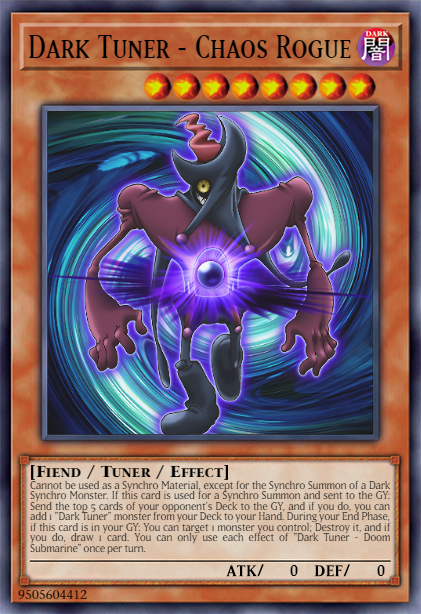 Dark Tuner - Chaos Rogue
DARK
闇
[Fiend / Tuner / Effect]
Cannot be used as a Synchro Material, except for the Synchro Summon of a Dark
Synchro Monster. If this card is used for a Synchro Summon and sent to the GY:
Send the top 5 cards of your opponent's Deck to the GY, and if you do, you can
add 1 "Dark Tuner" monster from your Deck to your Hand. During your End Phase,
if this card is in your GY: You can target 1 monster you control; Destroy it, and if
you do, draw 1 card. You can only use each effect of "Dark Tuner - Doom
Submarine" once per turn.
ATK/ 0 DEF/ 0
9505604412